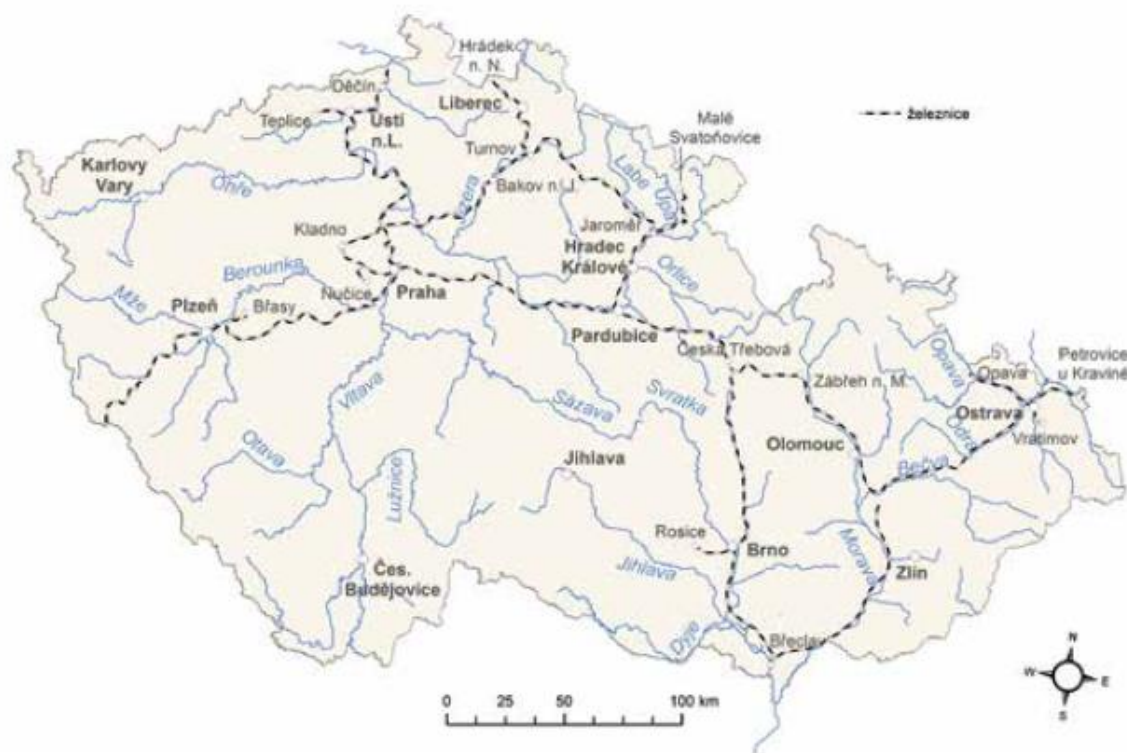 Hrádek
n. N.
Děčín
Liberec
Teplice
Ústí
n.L.
Malé
Svatoňovice
železnice
Karlovy
Vary
Turnov
Labe
Úpa
Ohře
Jizera
Bakov n. J.
Kladno
Jaroměř
Hradec
Králové
Orlice
Berounka
Nučice
Praha
Mže
Plzeň
Břasy
Pardubice
Česká Třebová
Opava
Opava
Petrovice
u Kraviné
Zábřeh n. M.
Vltava
Sázava
Svratka
Ostrava
Odra
Vratimov
Otava
Lužnice
Jihlava
Olomouc
Bečva
Rosice
Brno
Jihlava
Morava
Zlín
Čes.
Budějovice
Dyje
Břeclav
N
W
E
S
0 25 50 100 km